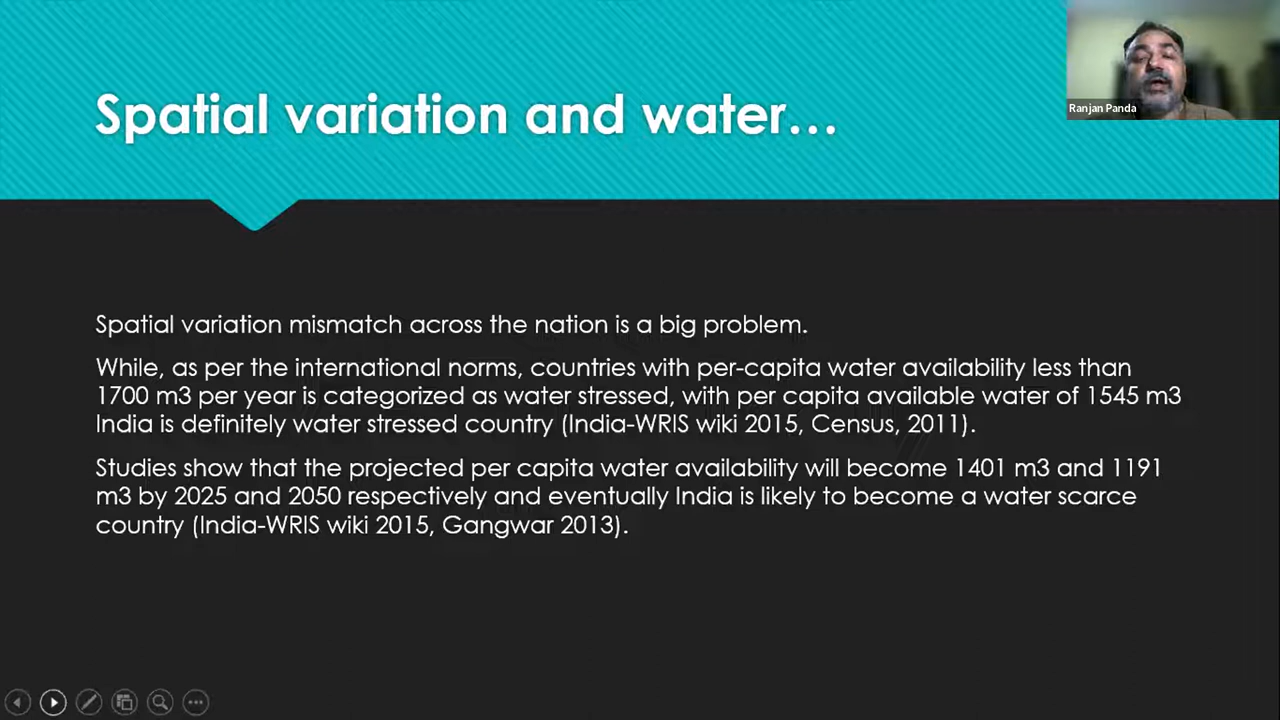 Spatial variation and water...
Ranjan Panda
Spatial variation mismatch across the nation is a big problem.
While, as per the international norms, countries with per-capita water availability less than
1700 m3 per year is categorized as water stressed, with per capita available water of 1545 m3
India is definitely water stressed country (India-WRIS wiki 2015, Census, 2011).
Studies show that the projected per capita water availability will become 1401 m3 and 1191
m3 by 2025 and 2050 respectively and eventually India is likely to become a water scarce
country (India-WRIS wiki 2015, Gangwar 2013).